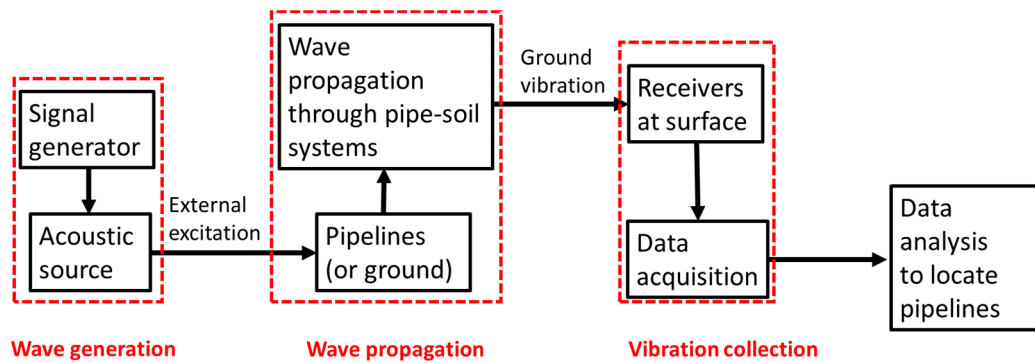 Signal
generator
Acoustic
source
Wave generation
External
excitation
Wave
propagation
through pipe-soil
systems
Pipelines
(or ground)
Wave propagation
Ground
vibration
Receivers
at surface
Data
acquisition
Vibration collection
Data
analysis
to locate
pipelines